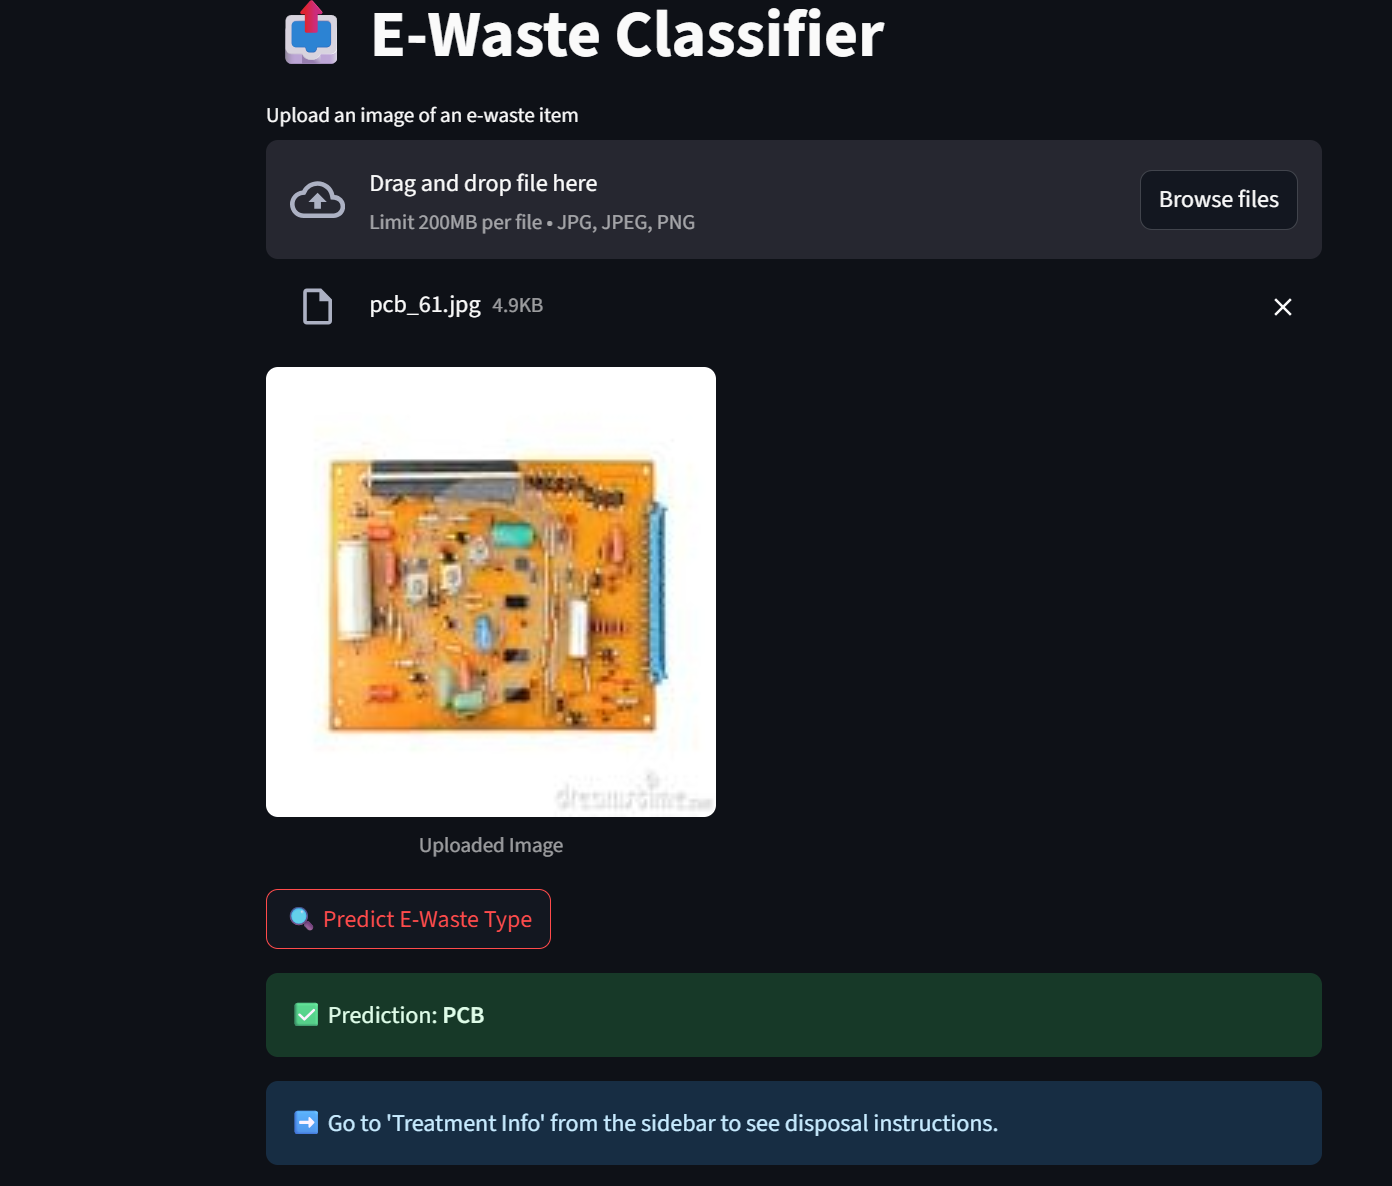 E-Waste Classifier
Upload an image of an e-waste item
Drag and drop file here
Limit 200MB per file • JPG, JPEG, PNG
Browse files
pcb_61.jpg 4.9KB
dreamstime
Uploaded Image
🔍 Predict E-Waste Type
✅ Prediction: PCB
➡️ Go to 'Treatment Info' from the sidebar to see disposal instructions.